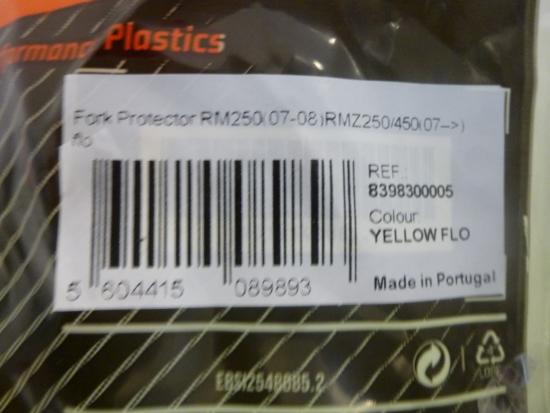 Plastics
Fork Protector RM250(07-08)RMZ250/450(07-->)
flo
REF.:
8398300005
Colour
YELLOW FLO
5 604415 089893
Made in Portugal